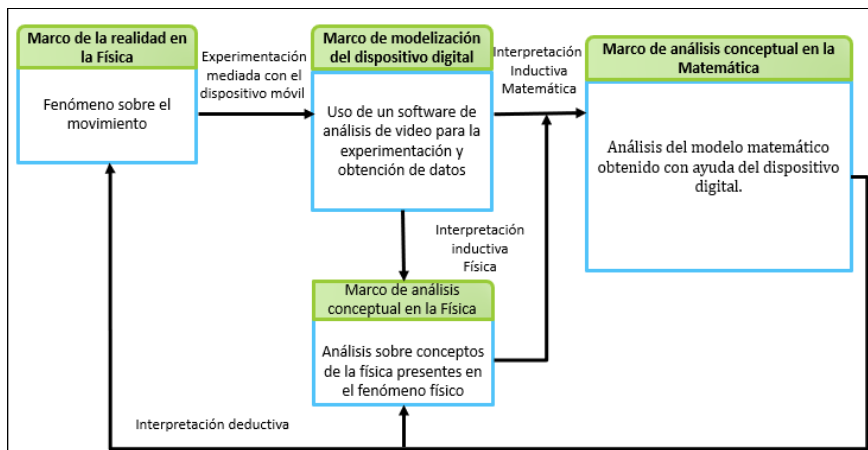 Marco de la realidad en
la Física
Fenómeno sobre el
movimiento
Experimentación
mediada con el
dispositivo móvil
Marco de modelización
del dispositivo digital
Uso de un software de
análisis de video para la
experimentación y
obtención de datos
Interpretación
Inductiva
Matemática
Marco de análisis conceptual en la
Matemática
Análisis del modelo matemático
obtenido con ayuda del dispositivo
digital.
Interpretación
inductiva
Física
Marco de análisis
conceptual en la Física
Análisis sobre conceptos
de la física presentes en
el fenómeno físico
Interpretación deductiva